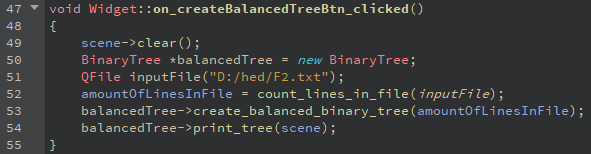 47 void Widget::on_createBalancedTreeBtn_clicked()
48 {
49     scene->clear();
50     BinaryTree *balancedTree = new BinaryTree;
51     QFile inputFile("D:/hed/F2.txt");
52     amountOfLinesInFile = count_lines_in_file(inputFile);
53     balancedTree->create_balanced_binary_tree(amountOfLinesInFile);
54     balancedTree->print_tree(scene);
55 }